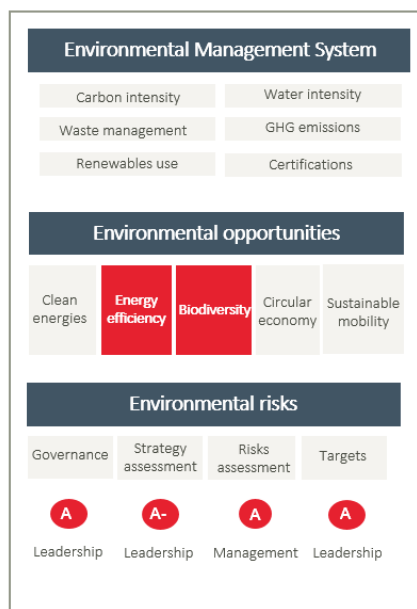 Environmental Management System
Carbon intensity
Water intensity
Waste management
GHG emissions
Renewables use
Certifications
Environmental opportunities
Clean
energies
Energy
efficiency
Biodiversity
Circular
economy
Sustainable
mobility
Environmental risks
Governance
Strategy
assessment
Risks
assessment
Targets
A
A-
A
A
Leadership
Leadership
Management
Leadership